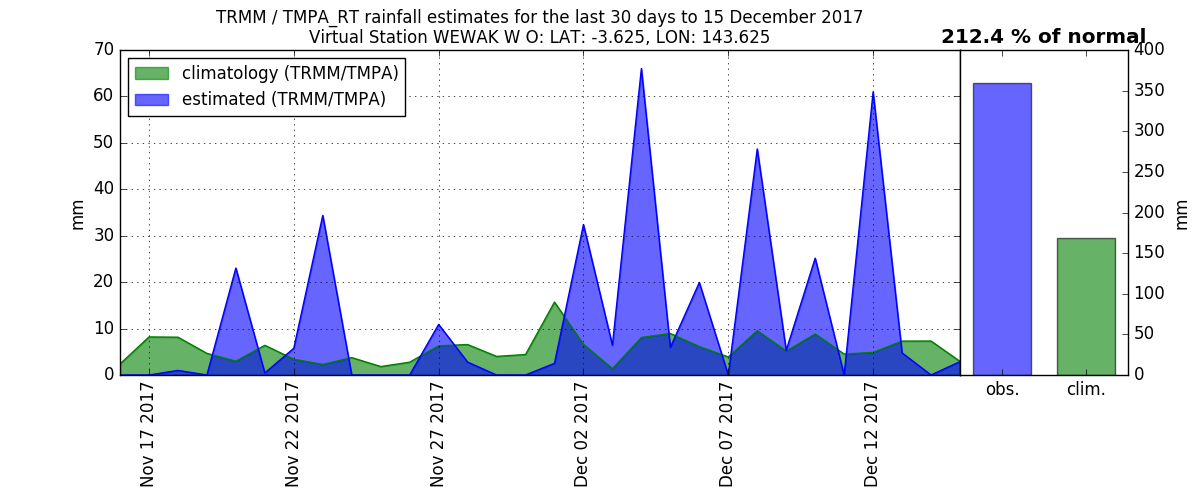 TRMM / TMPA_RT rainfall estimates for the last 30 days to 15 December 2017
Virtual Station WEWAK W O: LAT: -3.625, LON: 143.625
212.4 % of normal
climatology (TRMM/TMPA)
estimated (TRMM/TMPA)
mm
70
60
50
40
30
20
10
0
Nov 17 2017
Nov 22 2017
Nov 27 2017
Dec 02 2017
Dec 07 2017
Dec 12 2017
obs.
clim.
400
350
300
250
200
150
100
50
0
mm